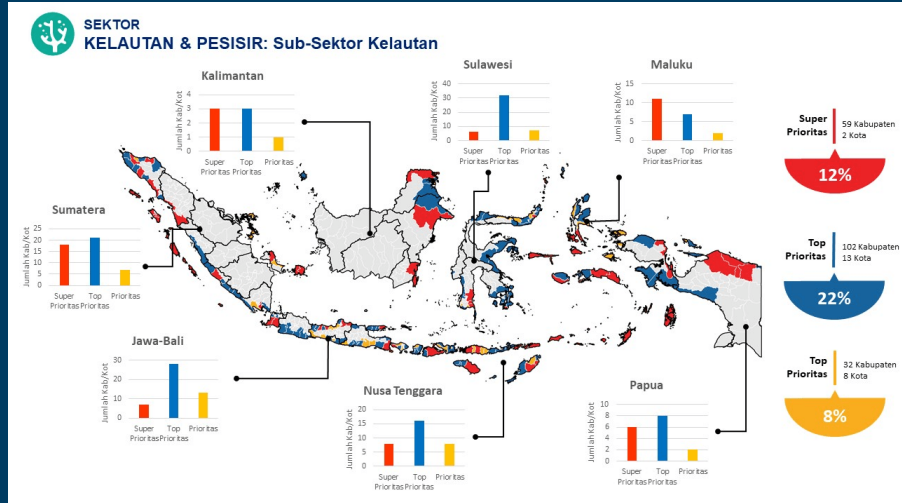 SEKTOR
KELAUTAN & PESISIR: Sub-Sektor Kelautan
Kalimantan
Jumlah Kab/Kot
4
3
2
1
0
Super Prioritas
Top Prioritas
Prioritas
Sulawesi
Jumlah Kab/Kot
40
30
20
10
0
Super Prioritas
Top Prioritas
Prioritas
Maluku
Jumlah Kab/Kot
15
10
5
0
Super Prioritas
Top Prioritas
Prioritas
Super Prioritas
59 Kabupaten
2 Kota
12%
Sumatera
Jumlah Kab/Kot
25
20
15
10
5
0
Super Prioritas
Top Prioritas
Prioritas
Top Prioritas
102 Kabupaten
13 Kota
22%
Jawa-Bali
Jumlah Kab/Kot
30
20
10
0
Super Prioritas
Top Prioritas
Prioritas
Nusa Tenggara
Jumlah Kab/Kot
20
15
10
5
0
Super Prioritas
Top Prioritas
Prioritas
Papua
Jumlah Kab/Kot
10
8
6
4
2
0
Super Prioritas
Top Prioritas
Prioritas
Top Prioritas
32 Kabupaten
8 Kota
8%